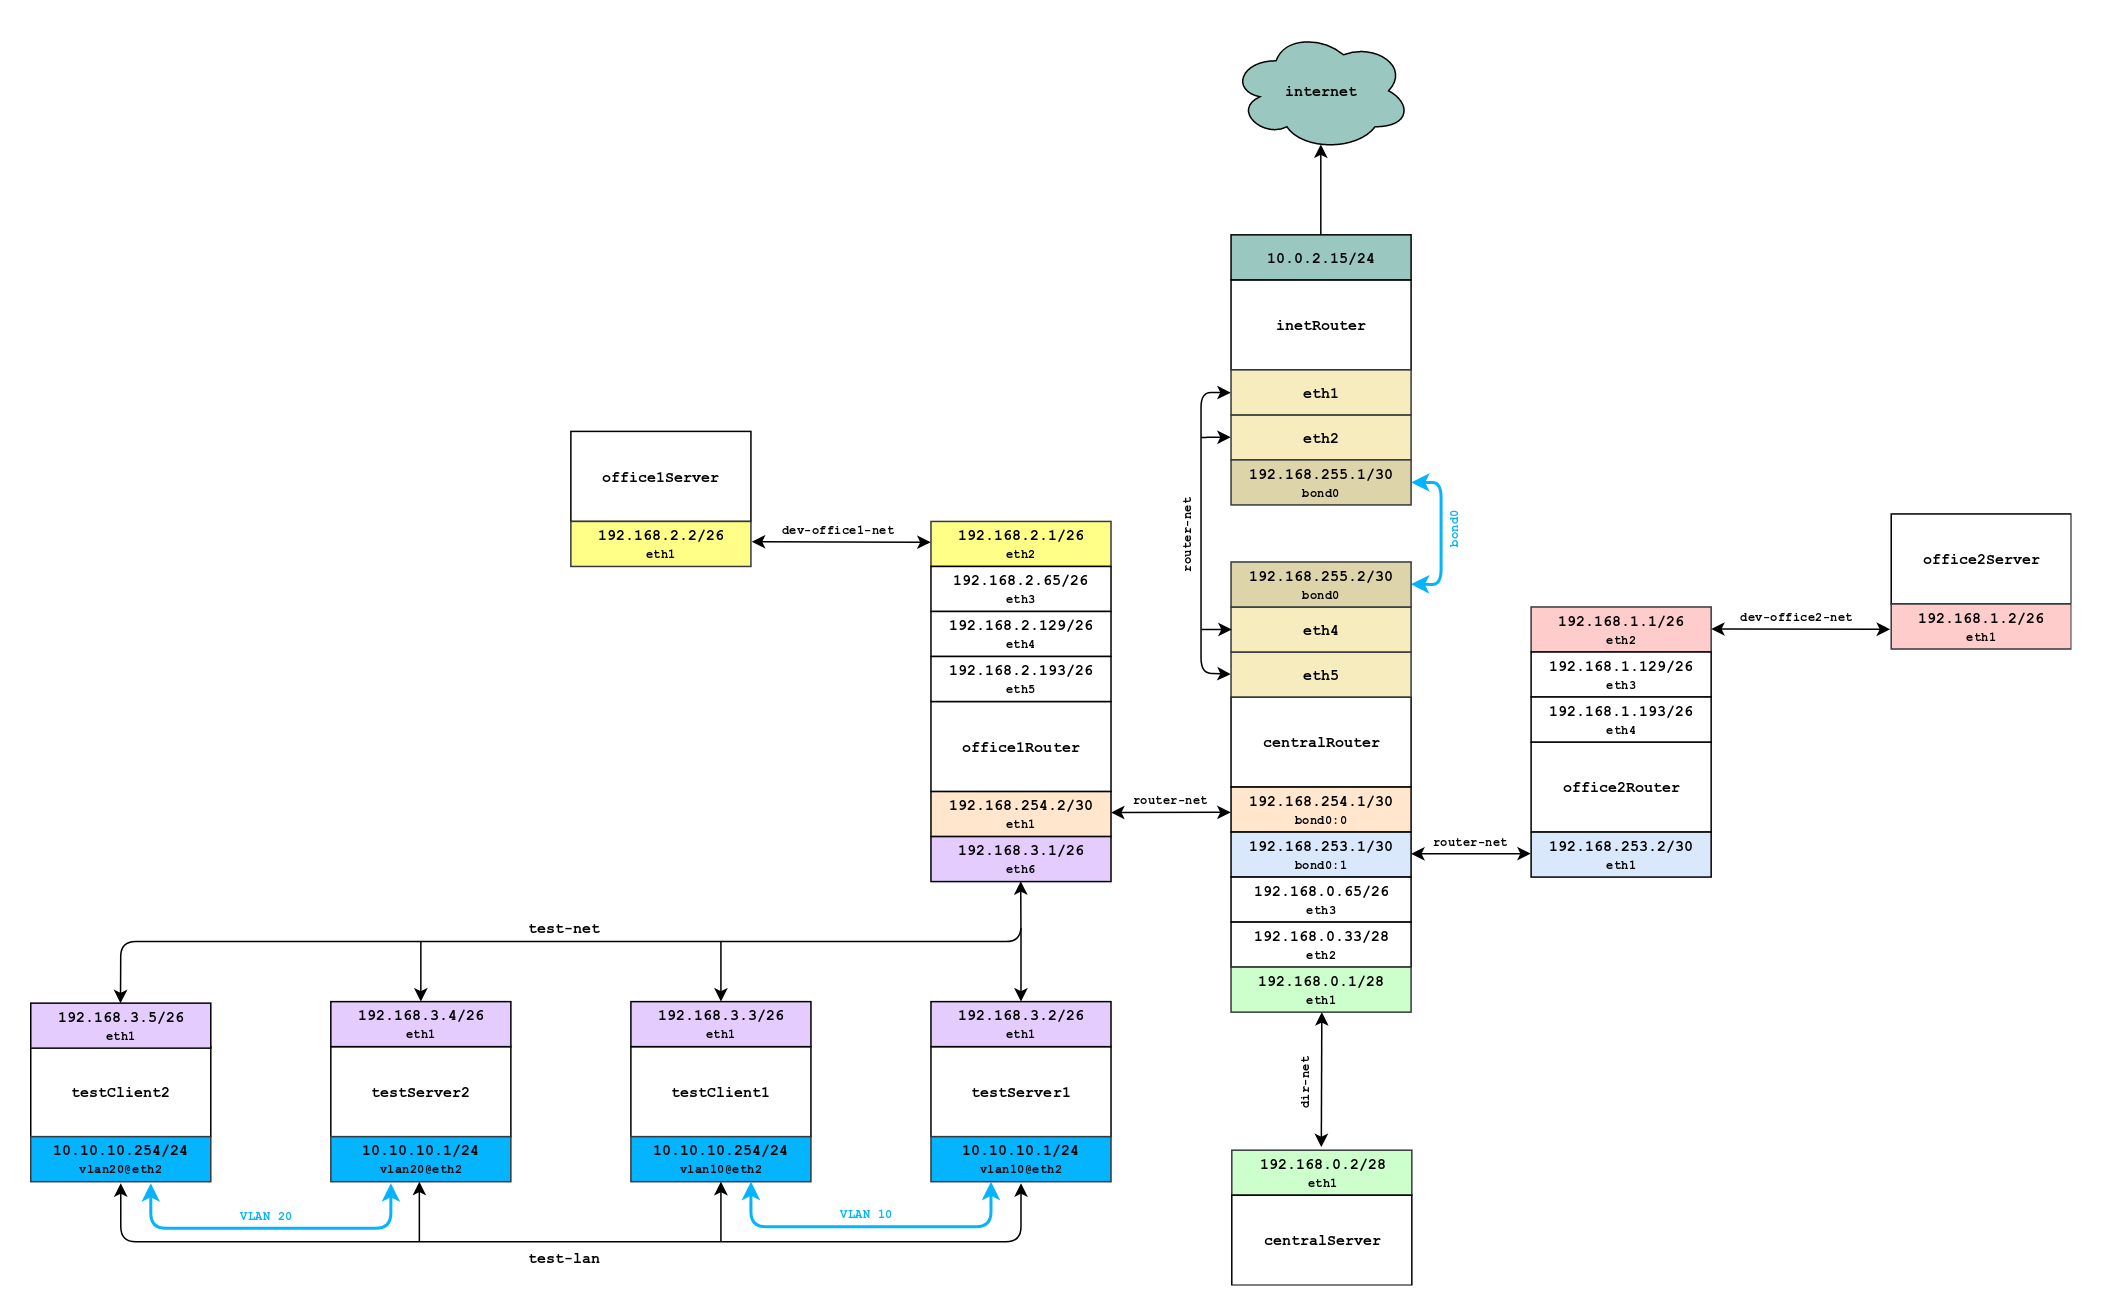 internet
10.0.2.15/24
inetRouter
eth1
eth2
192.168.255.1/30
bond0
router-net
bond0
192.168.255.2/30
bond0
eth4
eth5
centralRouter
192.168.254.1/30
bond0:0
192.168.253.1/30
bond0:1
192.168.0.65/26
eth3
192.168.0.33/28
eth2
192.168.0.1/28
eth1
dir-net
192.168.0.2/28
eth1
centralServer
office1Server
192.168.2.2/26
eth1
dev-office1-net
192.168.2.1/26
eth2
192.168.2.65/26
eth3
192.168.2.129/26
eth4
192.168.2.193/26
eth5
office1Router
192.168.254.2/30
eth1
192.168.3.1/26
eth6
router-net
router-net
office2Server
192.168.1.2/26
eth1
dev-office2-net
192.168.1.1/26
eth2
192.168.1.129/26
eth3
192.168.1.193/26
eth4
office2Router
192.168.253.2/30
eth1
test-net
192.168.3.5/26
eth1
testClient2
10.10.10.254/24
vlan20@eth2
192.168.3.4/26
eth1
testServer2
10.10.10.1/24
vlan20@eth2
192.168.3.3/26
eth1
testClient1
10.10.10.254/24
vlan10@eth2
192.168.3.2/26
eth1
testServer1
10.10.10.1/24
vlan10@eth2
VLAN 20
VLAN 10
test-lan